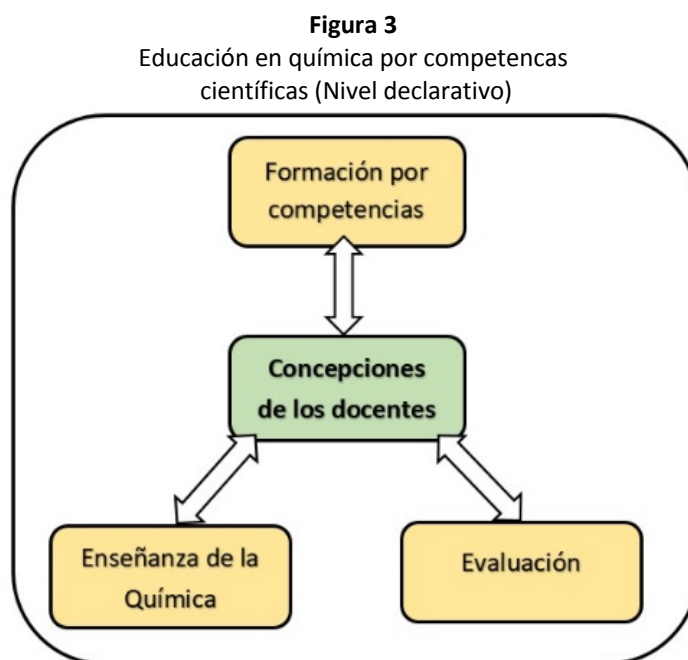 Figura 3
Educación en química por competencas
científicas (Nivel declarativo)
Formación por
competencias
Concepciones
de los docentes
Enseñanza de la
Química
Evaluación